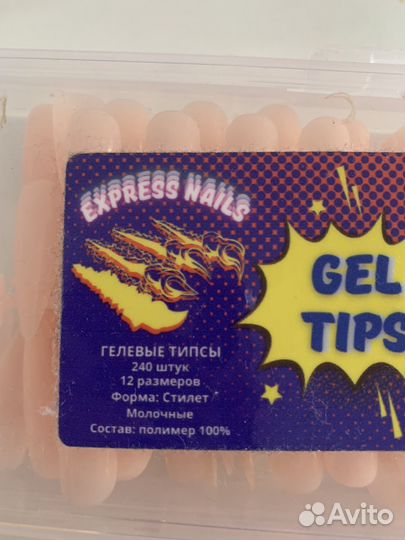 EXPRESS NAILS
GEL
TIPS
ГЕЛЕВЫЕ ТИПСЫ
240 штук
12 размеров
Форма: Стилет
Молочные
Состав: полимер 100%
Avito